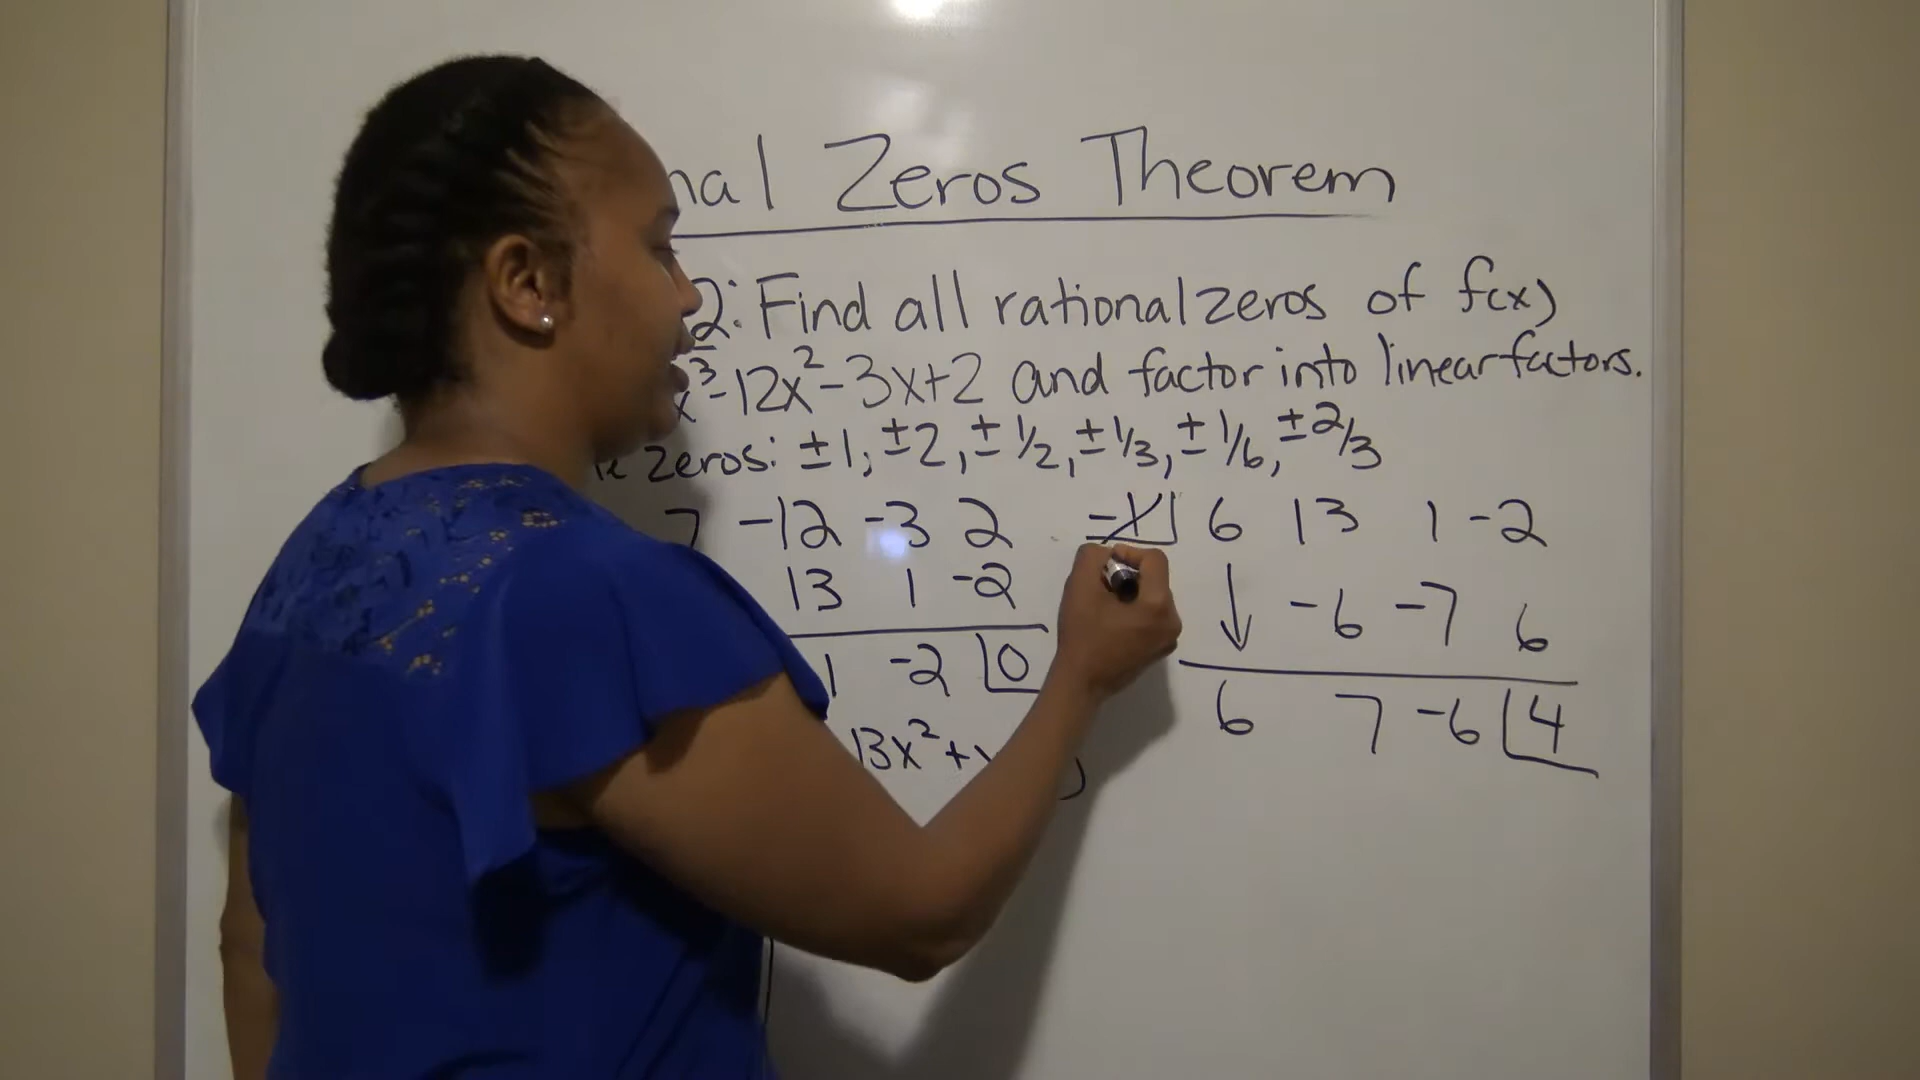 nal Zeros Theorem
2: Find all rational zeros of f(x)
x³-12x²-3x+2 and factor into linear factors.
zeros: ±1, ±2, ±1/2, ±1/3, ±1/6, ±2/3
7 -12 -3 2 -1 6 13 1 -2
13 1 -2 ↓ -6 -7 6
1 -2 0 6 7 -6 4
13x²+